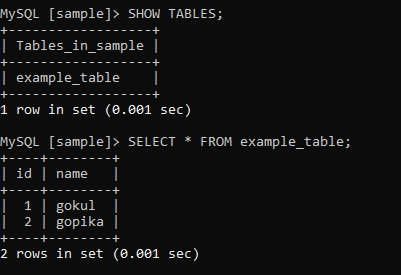 MySQL [sample]> SHOW TABLES;
+------------------+
| Tables_in_sample |
+------------------+
| example_table    |
+------------------+
1 row in set (0.001 sec)
MySQL [sample]> SELECT * FROM example_table;
+----+--------+
| id | name   |
+----+--------+
|  1 | gokul  |
|  2 | gopika |
+----+--------+
2 rows in set (0.001 sec)